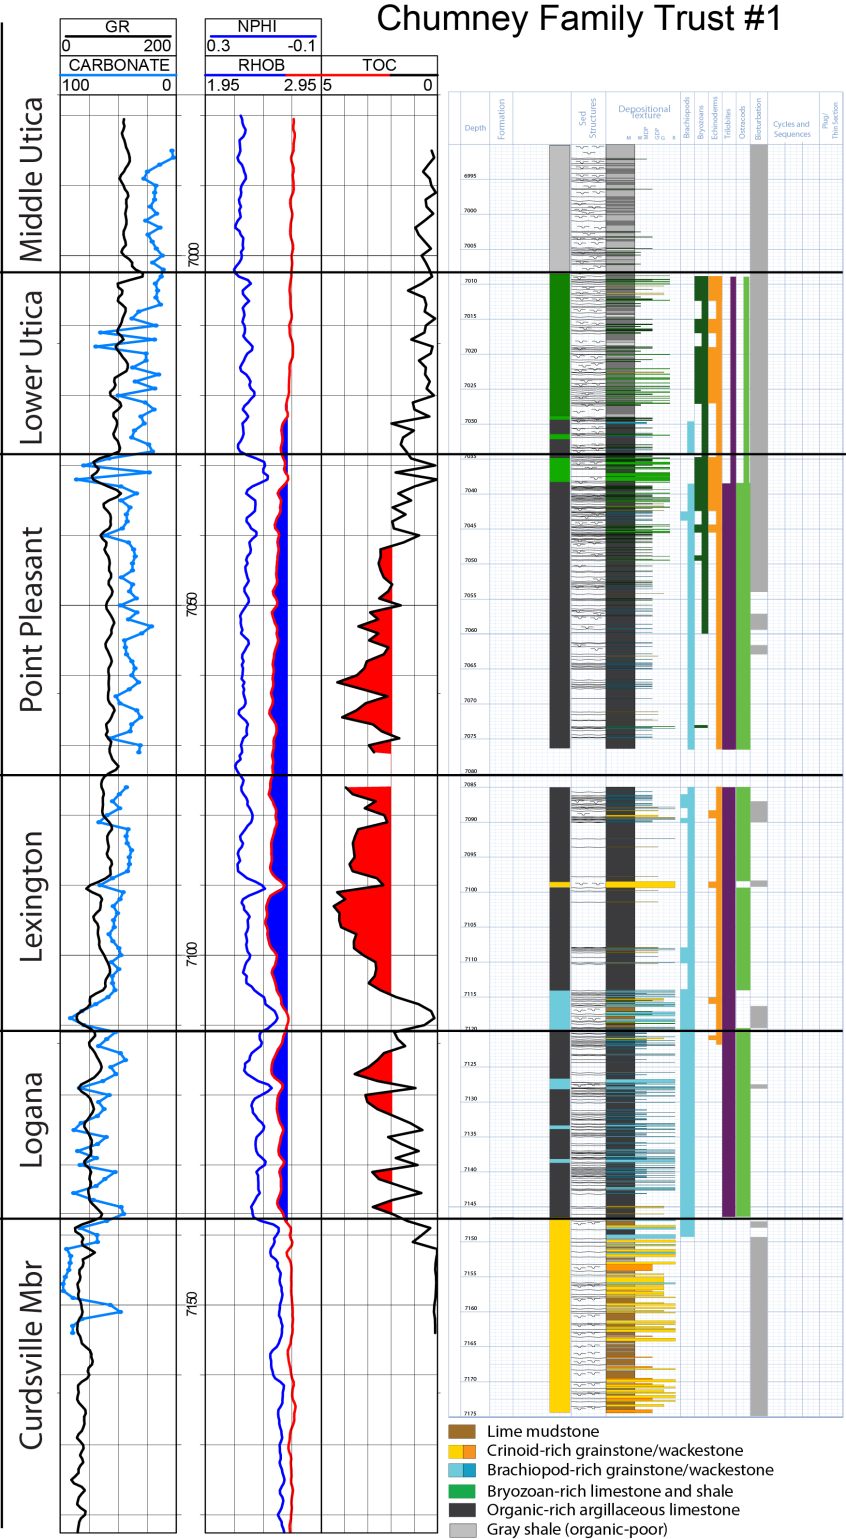 Chumney Family Trust #1
GR
0 200
CARBONATE
100 0
NPHI
0.3 -0.1
RHOB
1.95 2.95
TOC
5 0
Depth
Formation
Sed Structures
Depositional Texture
M
W
MDP
GDP
G
R
Brachiopods
Bryozoans
Echinoderms
Trilobites
Ostracods
Bioturbation
Cycles and Sequences
Plug/ Thin Section
Middle Utica
Lower Utica
Point Pleasant
Lexington
Logana
Curdsville Mbr
7000
7050
7100
7150
6995
7000
7005
7010
7015
7020
7025
7030
7035
7040
7045
7050
7055
7060
7065
7070
7075
7080
7085
7090
7095
7100
7105
7110
7115
7120
7125
7130
7135
7140
7145
7150
7155
7160
7165
7170
7175
Lime mudstone
Crinoid-rich grainstone/wackestone
Brachiopod-rich grainstone/wackestone
Bryozoan-rich limestone and shale
Organic-rich argillaceous limestone
Gray shale (organic-poor)